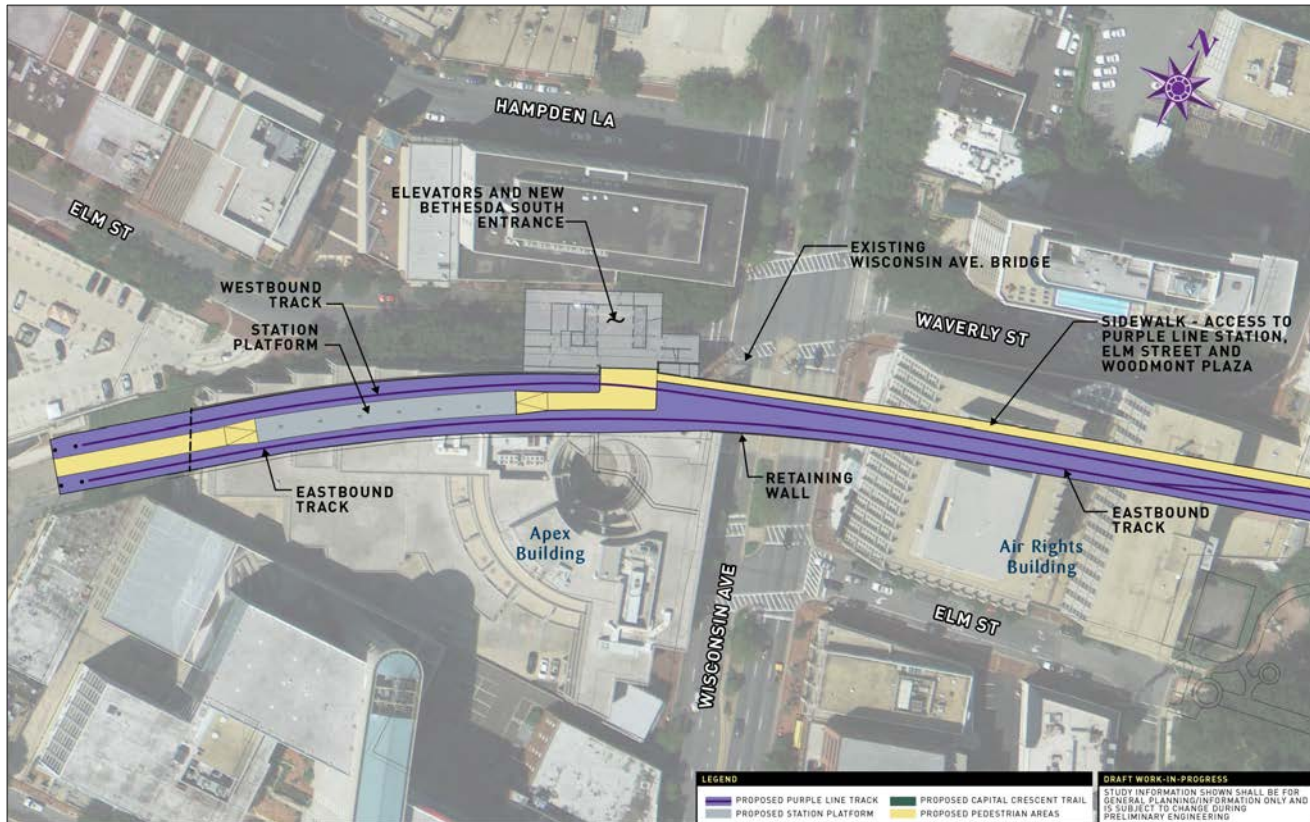 N
HAMPDEN LA
ELEVATORS AND NEW
BETHESDA SOUTH
ENTRANCE
ELM ST
EXISTING
WISCONSIN AVE. BRIDGE
WESTBOUND
TRACK
STATION
PLATFORM
WAVERLY ST
SIDEWALK - ACCESS TO
PURPLE LINE STATION,
ELM STREET AND
WOODMONT PLAZA
EASTBOUND
TRACK
RETAINING
WALL
EASTBOUND
TRACK
Apex
Building
Air Rights
Building
WISCONSIN AVE
ELM ST
LEGEND
PROPOSED PURPLE LINE TRACK
PROPOSED CAPITAL CRESCENT TRAIL
PROPOSED STATION PLATFORM
PROPOSED PEDESTRIAN AREAS
DRAFT WORK-IN-PROGRESS
STUDY INFORMATION SHOWN SHALL BE FOR
GENERAL PLANNING/INFORMATION ONLY AND
IS SUBJECT TO CHANGE DURING
PRELIMINARY ENGINEERING